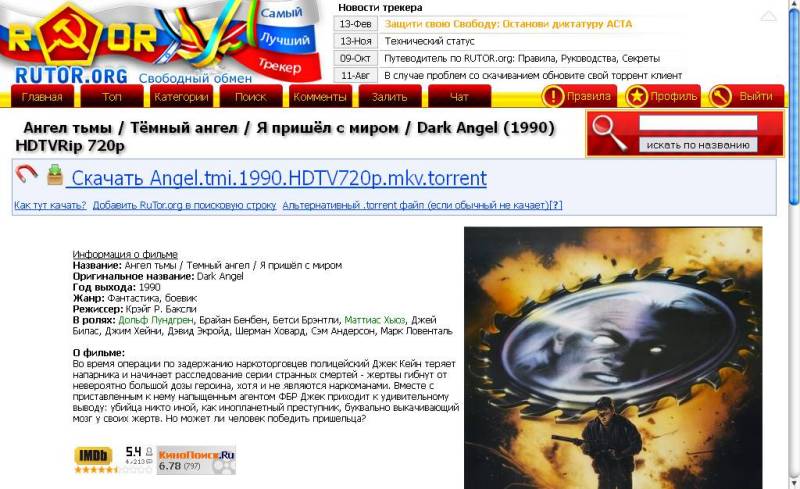 R TOR
RUTOR.ORG
Свободный обмен
Самый
Лучший
Трекер
Новости трекера
13-Фев Защити свою Свободу: Останови диктатуру АСТА
13-Ноя Технический статус
09-Окт Путеводитель по RUTOR.org: Правила, Руководства, Секреты
11-Авг В случае проблем со скачиванием обновите свой торрент клиент
Главная Топ Категории Поиск Комменты Залить Чат Правила Профиль Выйти
Ангел тьмы / Тёмный ангел / Я пришёл с миром / Dark Angel (1990)
HDTVRip 720p
искать по названию
Скачать Angel.tmi.1990.HDTV720p.mkv.torrent
Как тут качать? Добавить RuTor.org в поисковую строку Альтернативный .torrent файл (если обычный не качает)[?]
Информация о фильме
Название: Ангел тьмы / Темный ангел / Я пришёл с миром
Оригинальное название: Dark Angel
Год выхода: 1990
Жанр: Фантастика, боевик
Режиссер: Крэйг Р. Баксли
В ролях: Дольф Лундгрен, Брайан Бенбен, Бетси Брэнтли, Маттиас Хьюз, Джей
Билас, Джим Хейни, Дэвид Экройд, Шерман Ховард, Сэм Андерсон, Марк Ловенталь
О фильме:
Во время операции по задержанию наркоторговцев полицейский Джек Кейн теряет
напарника и начинает расследование серии странных смертей - жертвы гибнут от
невероятно большой дозы героина, хотя и не являются наркоманами. Вместе с
приставленным к нему напыщенным агентом ФБР Джек приходит к удивительному
выводу: убийца никто иной, как инопланетный преступник, буквально выкачивающий
мозг у своих жертв. Но может ли человек победить пришельца?
IMDb 5.4 4213
КиноПоиск.Ru
6.78 (797)